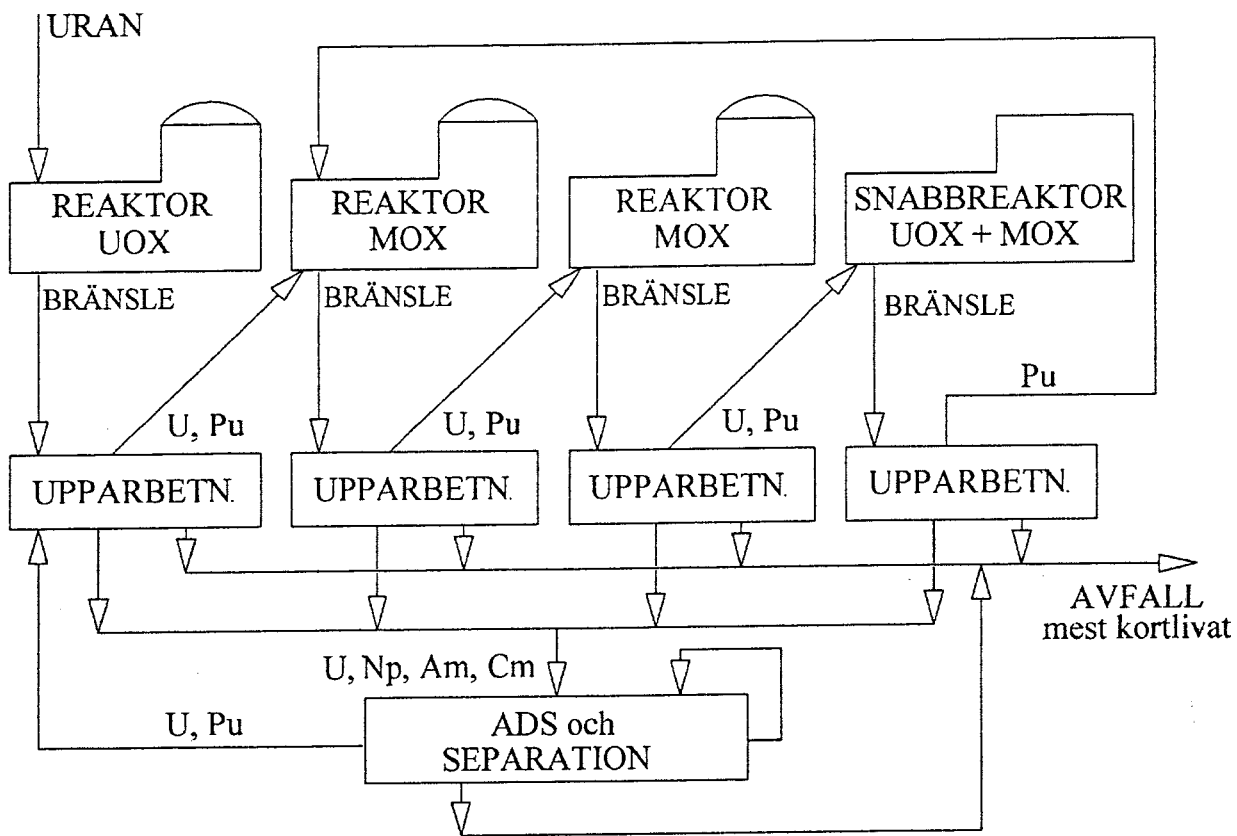 URAN
REAKTOR
UOX
REAKTOR
MOX
REAKTOR
MOX
SNABBREAKTOR
UOX + MOX
BRÄNSLE
BRÄNSLE
BRÄNSLE
BRÄNSLE
U, Pu
U, Pu
U, Pu
Pu
UPPARBETN.
UPPARBETN.
UPPARBETN.
UPPARBETN.
AVFALL
mest kortlivat
U, Np, Am, Cm
U, Pu
ADS och
SEPARATION